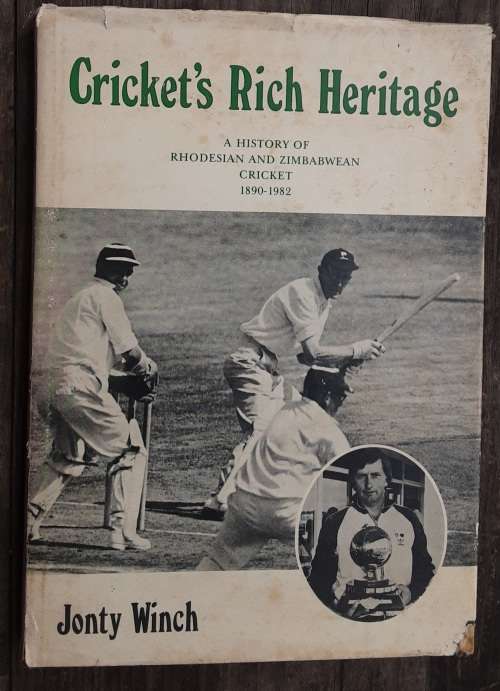 Cricket's Rich Heritage
A HISTORY OF
RHODESIAN AND ZIMBABWEAN
CRICKET
1890-1982
Jonty Winch